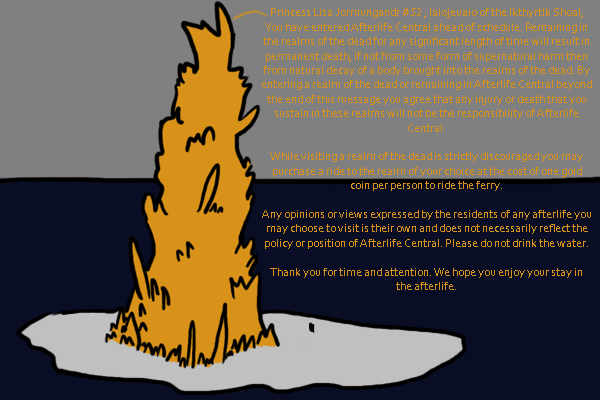 Princess Lisa Jormungandr #52 , Iaiojeuaio of the Ikthyrtlk Shoal;
You have entered Afterlife Central ahead of schedule. Remaining in
the realms of the dead for any significant length of time will result in
permanent death, if not from some form of supernatural harm then
from natural decay of a body brought into the realms of the dead. By
entering a realm of the dead or remaining in Afterlife Central beyond
the end of this message you agree that any injury or death that you
sustain in these realms will not be the responsibility of Afterlife
Central.
While visiting a realm of the dead is strictly discouraged you may
purchase a ride to the realm of your choice at the cost of one gold
coin per person to ride the ferry.
Any opinions or views expressed by the residents of any afterlife you
may choose to visit is their own and does not necessarily reflect the
policy or position of Afterlife Central. Please do not drink the water.
Thank you for time and attention. We hope you enjoy your stay in
the afterlife.